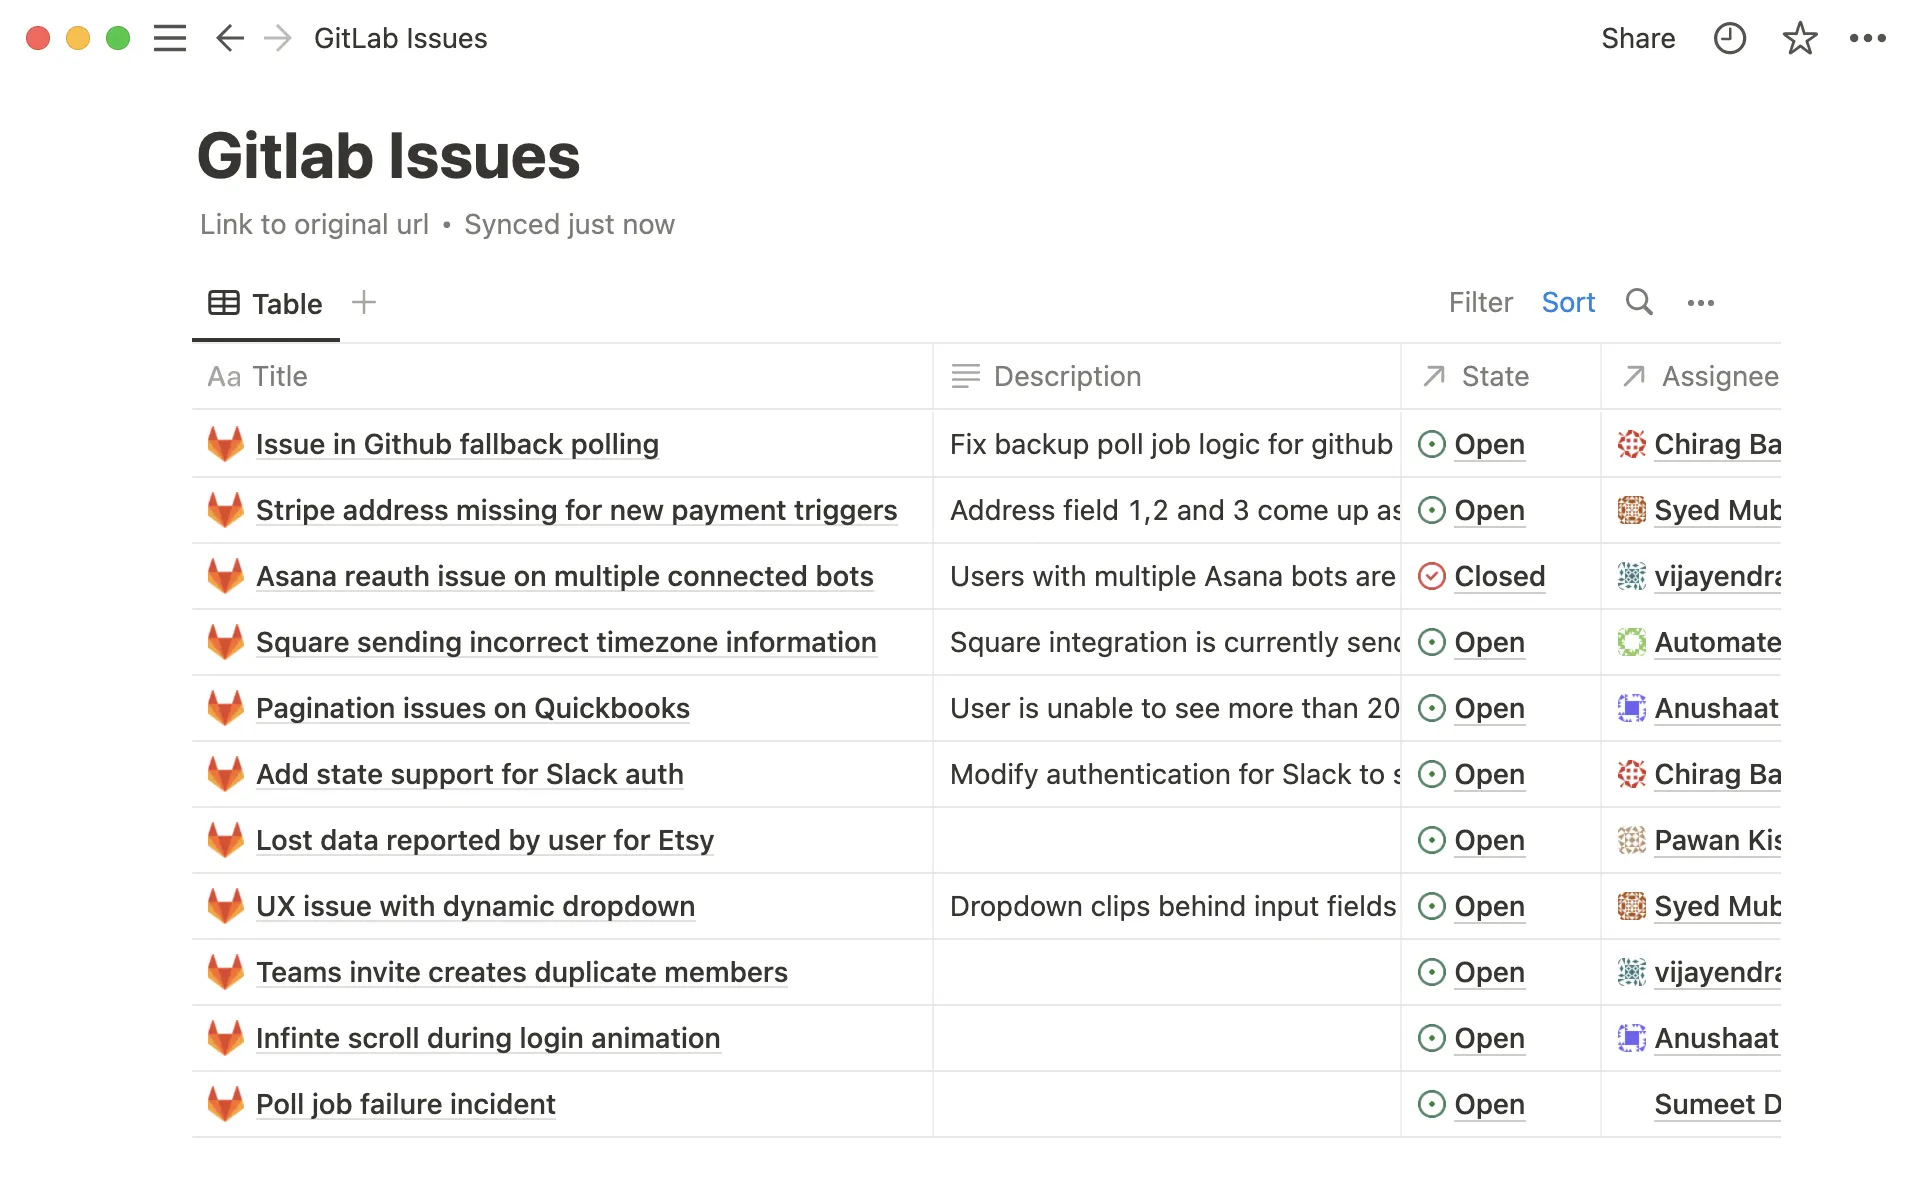 GitLab Issues
Share
Gitlab Issues
Link to original url • Synced just now
Table
Filter Sort
Aa Title Description State Assignee
Issue in Github fallback polling Fix backup poll job logic for github Open Chirag Ba
Stripe address missing for new payment triggers Address field 1,2 and 3 come up as Open Syed Mub
Asana reauth issue on multiple connected bots Users with multiple Asana bots are Closed vijayendra
Square sending incorrect timezone information Square integration is currently send Open Automate
Pagination issues on Quickbooks User is unable to see more than 20 Open Anushaat
Add state support for Slack auth Modify authentication for Slack to s Open Chirag Ba
Lost data reported by user for Etsy Open Pawan Kis
UX issue with dynamic dropdown Dropdown clips behind input fields Open Syed Mub
Teams invite creates duplicate members Open vijayendra
Infinte scroll during login animation Open Anushaat
Poll job failure incident Open Sumeet D